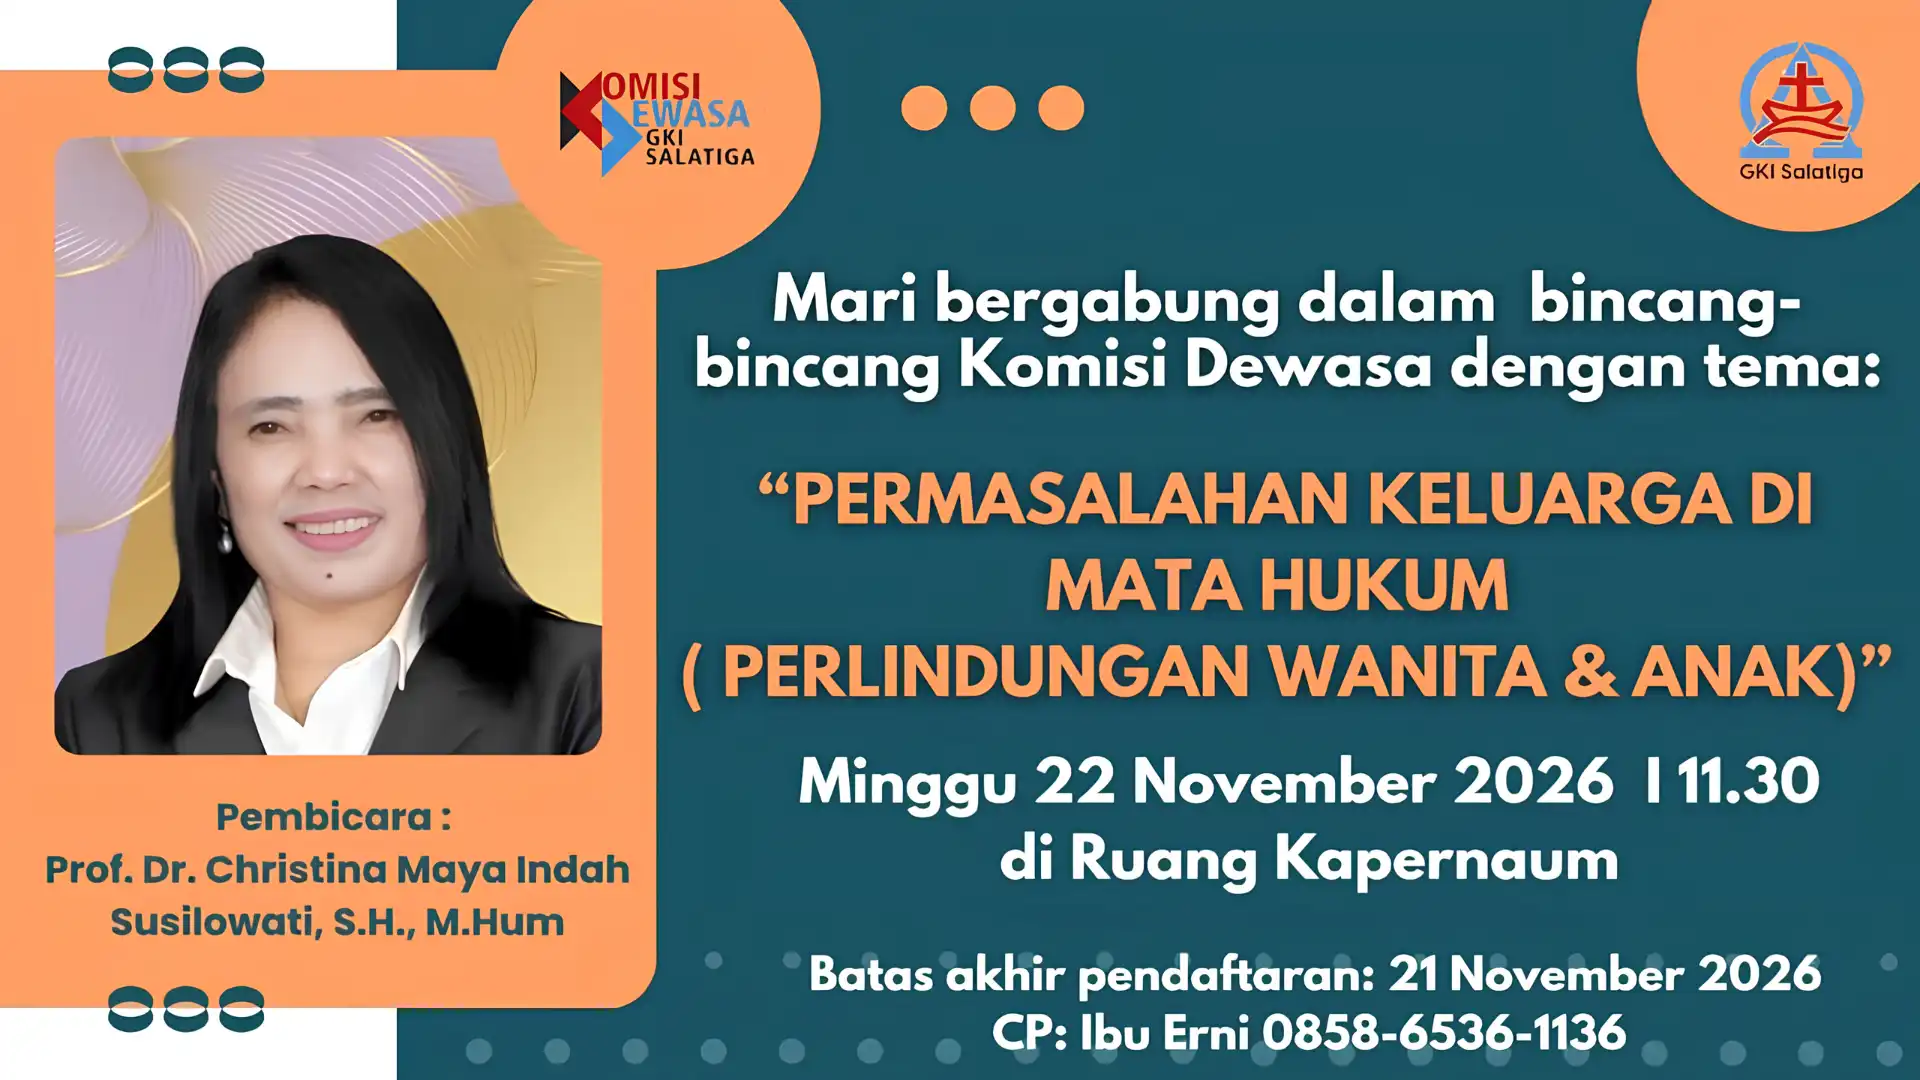 KOMISI
DEWASA
GKI
SALATIGA
GKI Salatiga
Mari bergabung dalam bincang-
bincang Komisi Dewasa dengan tema:
“PERMASALAHAN KELUARGA DI
MATA HUKUM
( PERLINDUNGAN WANITA & ANAK)”
Minggu 22 November 2026 | 11.30
di Ruang Kapernaum
Batas akhir pendaftaran: 21 November 2026
CP: Ibu Erni 0858-6536-1136
Pembicara :
Prof. Dr. Christina Maya Indah
Susilowati, S.H., M.Hum